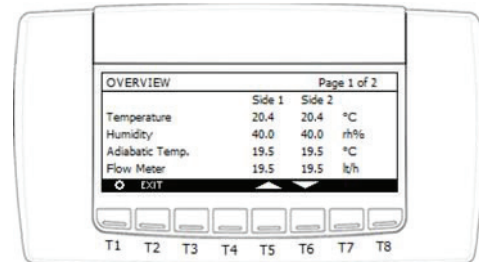 OVERVIEW Page 1 of 2
Side 1 Side 2
Temperature 20.4 20.4 °C
Humidity 40.0 40.0 rh%
Adiabatic Temp. 19.5 19.5 °C
Flow Meter 19.5 19.5 lt/h
EXIT
T1 T2 T3 T4 T5 T6 T7 T8